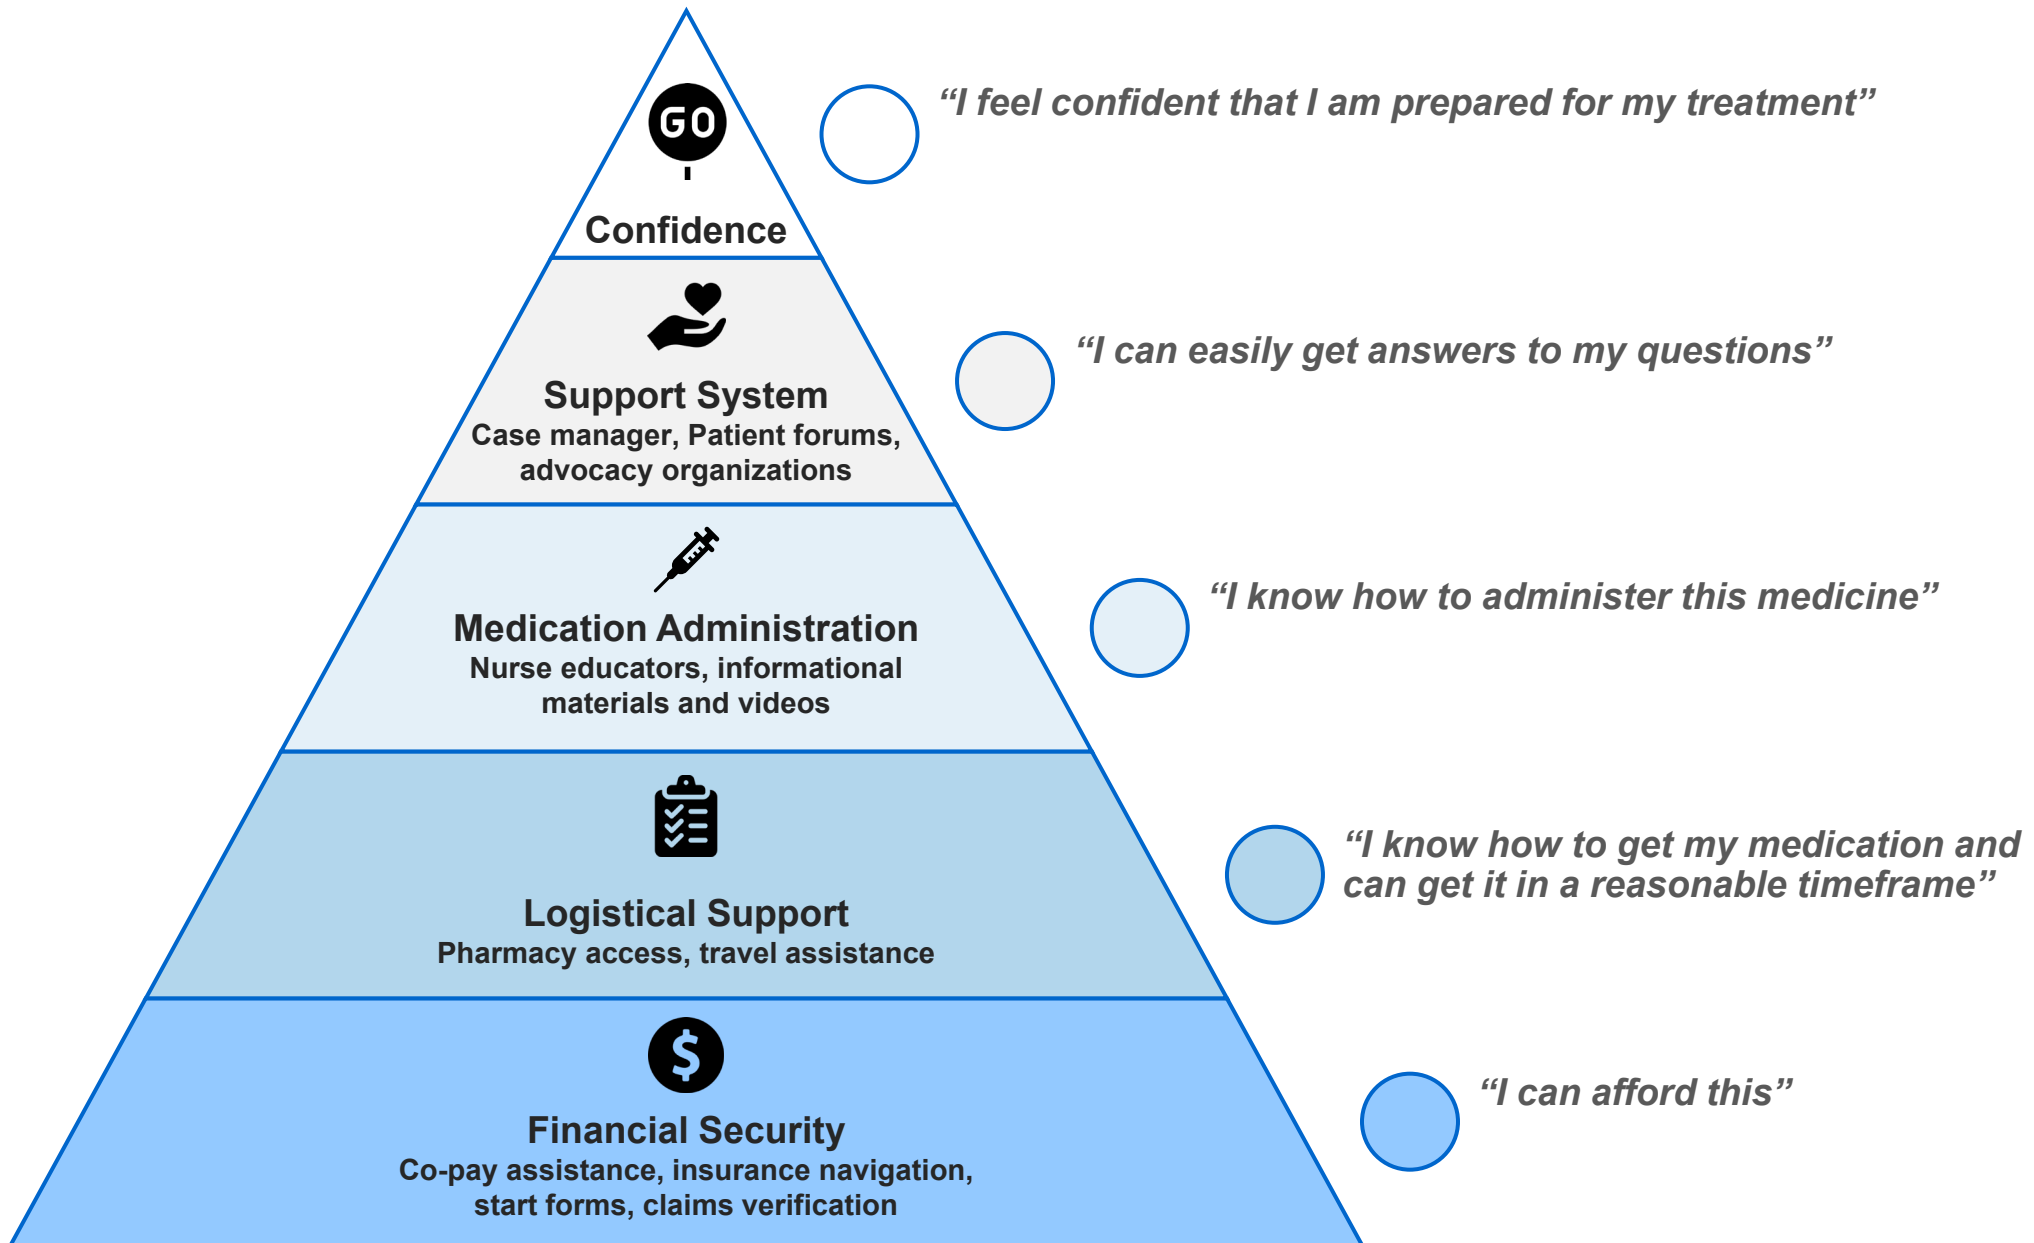 GO
Confidence
“I feel confident that I am prepared for my treatment”
Support System
Case manager, Patient forums,
advocacy organizations
“I can easily get answers to my questions”
Medication Administration
Nurse educators, informational
materials and videos
“I know how to administer this medicine”
Logistical Support
Pharmacy access, travel assistance
“I know how to get my medication and
can get it in a reasonable timeframe”
$
Financial Security
Co-pay assistance, insurance navigation,
start forms, claims verification
“I can afford this”